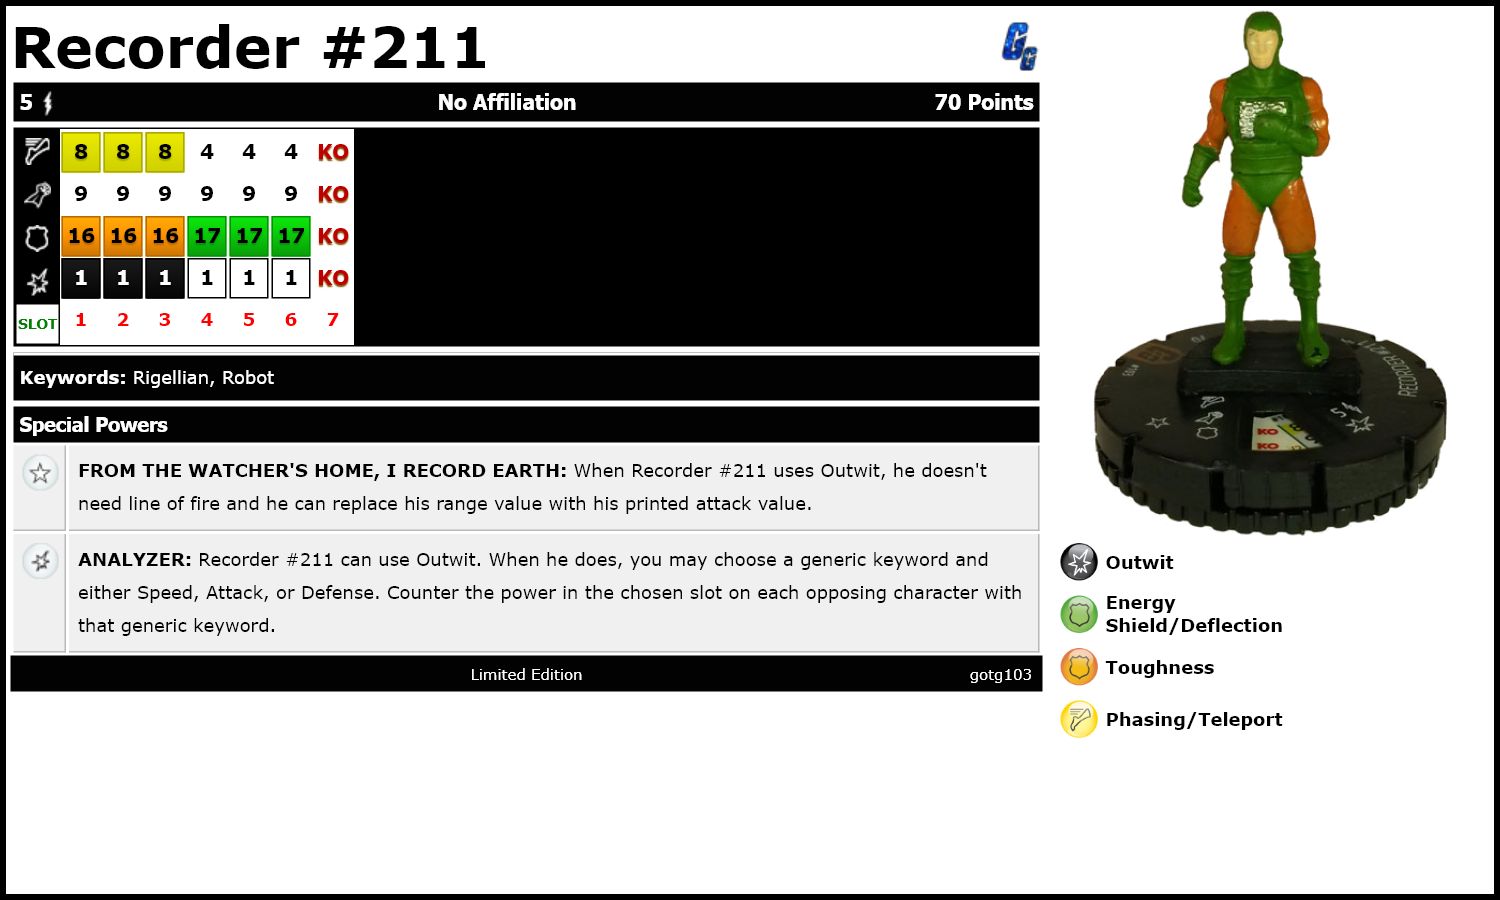 Recorder #211
GG
5 No Affiliation 70 Points
8 8 8 4 4 4 KO
9 9 9 9 9 9 KO
16 16 16 17 17 17 KO
1 1 1 1 1 1 KO
SLOT 1 2 3 4 5 6 7
Keywords: Rigellian, Robot
Special Powers
FROM THE WATCHER'S HOME, I RECORD EARTH: When Recorder #211 uses Outwit, he doesn't
need line of fire and he can replace his range value with his printed attack value.
ANALYZER: Recorder #211 can use Outwit. When he does, you may choose a generic keyword and
either Speed, Attack, or Defense. Counter the power in the chosen slot on each opposing character with
that generic keyword.
Limited Edition gotg103
RECORDER #211
KO
KO
5
Outwit
Energy
Shield/Deflection
Toughness
Phasing/Teleport